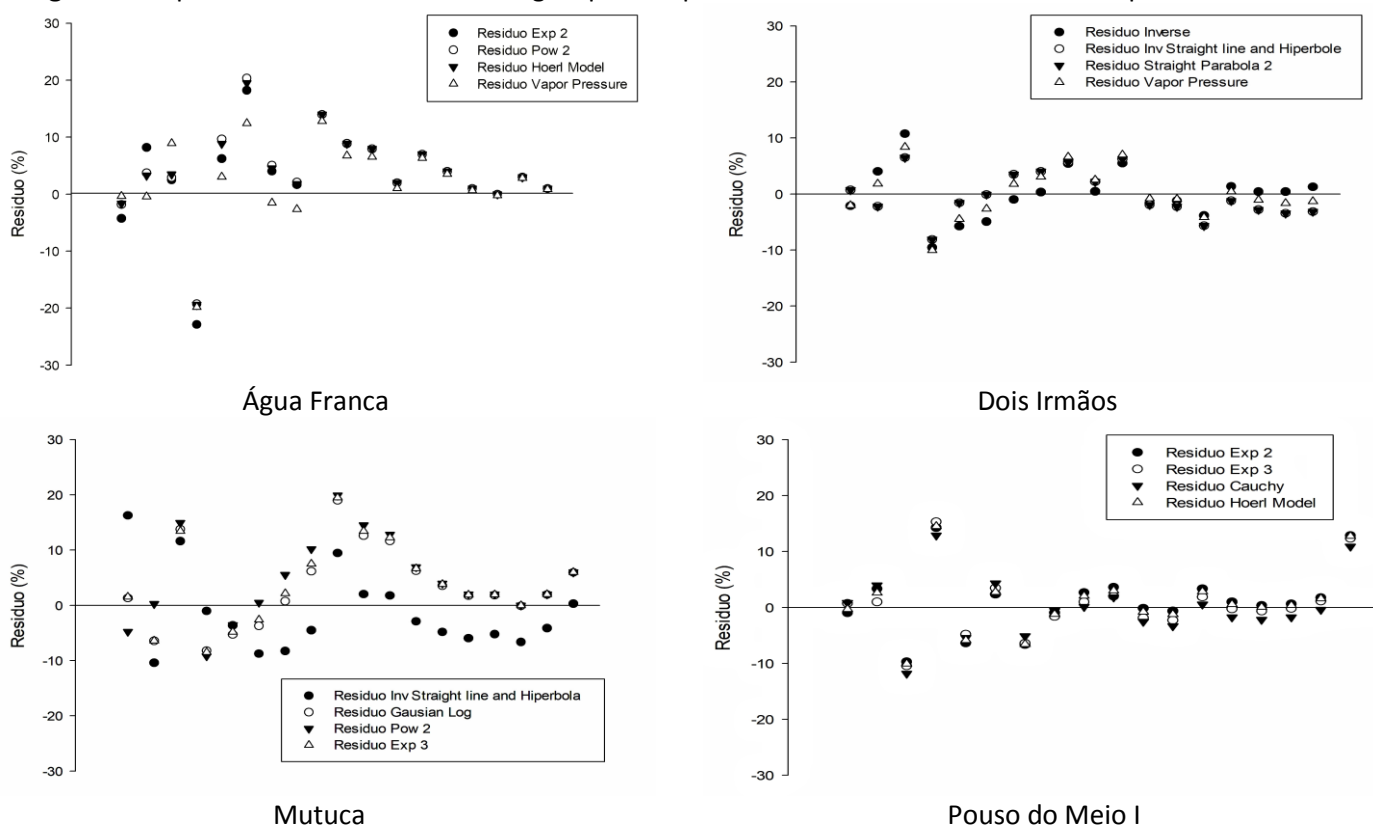 30
20
10
0
-10
-20
-30
Residuo (%)
Residuo Exp 2
Residuo Pow 2
Residuo Hoerl Model
Residuo Vapor Pressure
Água Franca
30
20
10
0
-10
-20
-30
Residuo (%)
Residuo Inverse
Residuo Inv Straight line and Hiperbole
Residuo Straight Parabola 2
Residuo Vapor Pressure
Dois Irmãos
30
20
10
0
-10
-20
-30
Residuo (%)
Residuo Inv Straight line and Hiperbola
Residuo Gausian Log
Residuo Pow 2
Residuo Exp 3
Mutuca
30
20
10
0
-10
-20
-30
Residuo (%)
Residuo Exp 2
Residuo Exp 3
Residuo Cauchy
Residuo Hoerl Model
Pouso do Meio I